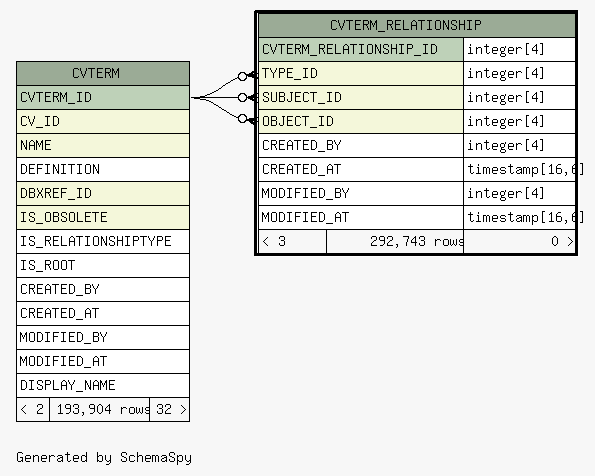 CVTERM
CVTERM_ID
CV_ID
NAME
DEFINITION
DBXREF_ID
IS_OBSOLETE
IS_RELATIONSHIPTYPE
IS_ROOT
CREATED_BY
CREATED_AT
MODIFIED_BY
MODIFIED_AT
DISPLAY_NAME
< 2 193,904 rows 32 >
CVTERM_RELATIONSHIP
CVTERM_RELATIONSHIP_ID integer[4]
TYPE_ID integer[4]
SUBJECT_ID integer[4]
OBJECT_ID integer[4]
CREATED_BY integer[4]
CREATED_AT timestamp[16,6]
MODIFIED_BY integer[4]
MODIFIED_AT timestamp[16,6]
< 3 292,743 rows 0 >
Generated by SchemaSpy